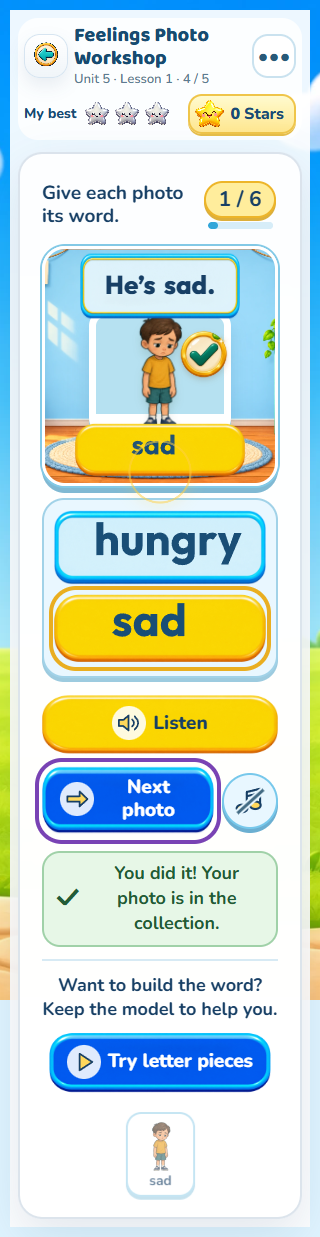 Feelings Photo
Workshop
Unit 5 · Lesson 1 · 4 / 5
My best
0 Stars
Give each photo
its word.
1 / 6
He's sad.
sad
hungry
sad
Listen
Next
photo
You did it! Your
photo is in the
collection.
Want to build the word?
Keep the model to help you.
Try letter pieces
sad